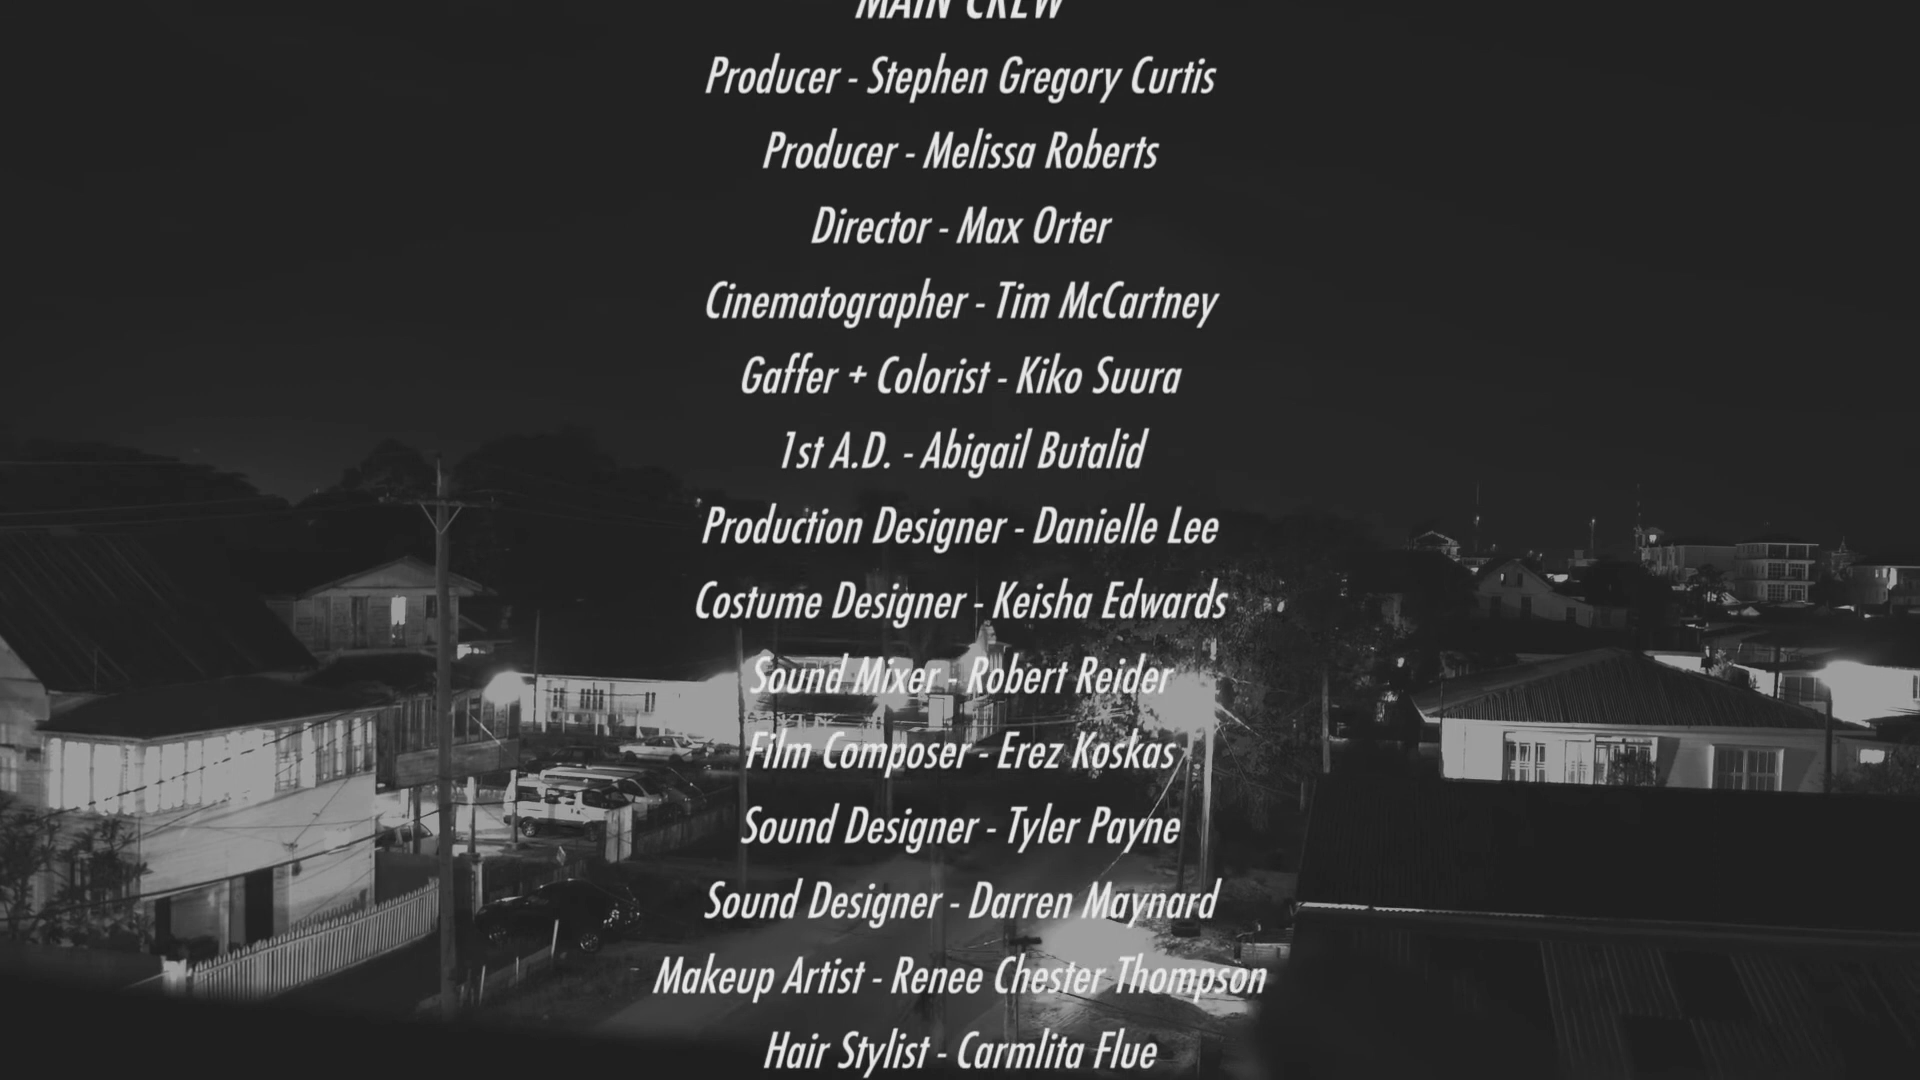 MAIN CREW
Producer - Stephen Gregory Curtis
Producer - Melissa Roberts
Director - Max Orter
Cinematographer - Tim McCartney
Gaffer + Colorist - Kiko Suura
1st A.D. - Abigail Butalid
Production Designer - Danielle Lee
Costume Designer - Keisha Edwards
Sound Mixer - Robert Reider
Film Composer - Erez Koskas
Sound Designer - Tyler Payne
Sound Designer - Darren Maynard
Makeup Artist - Renee Chester Thompson
Hair Stylist - Carmlita Flue